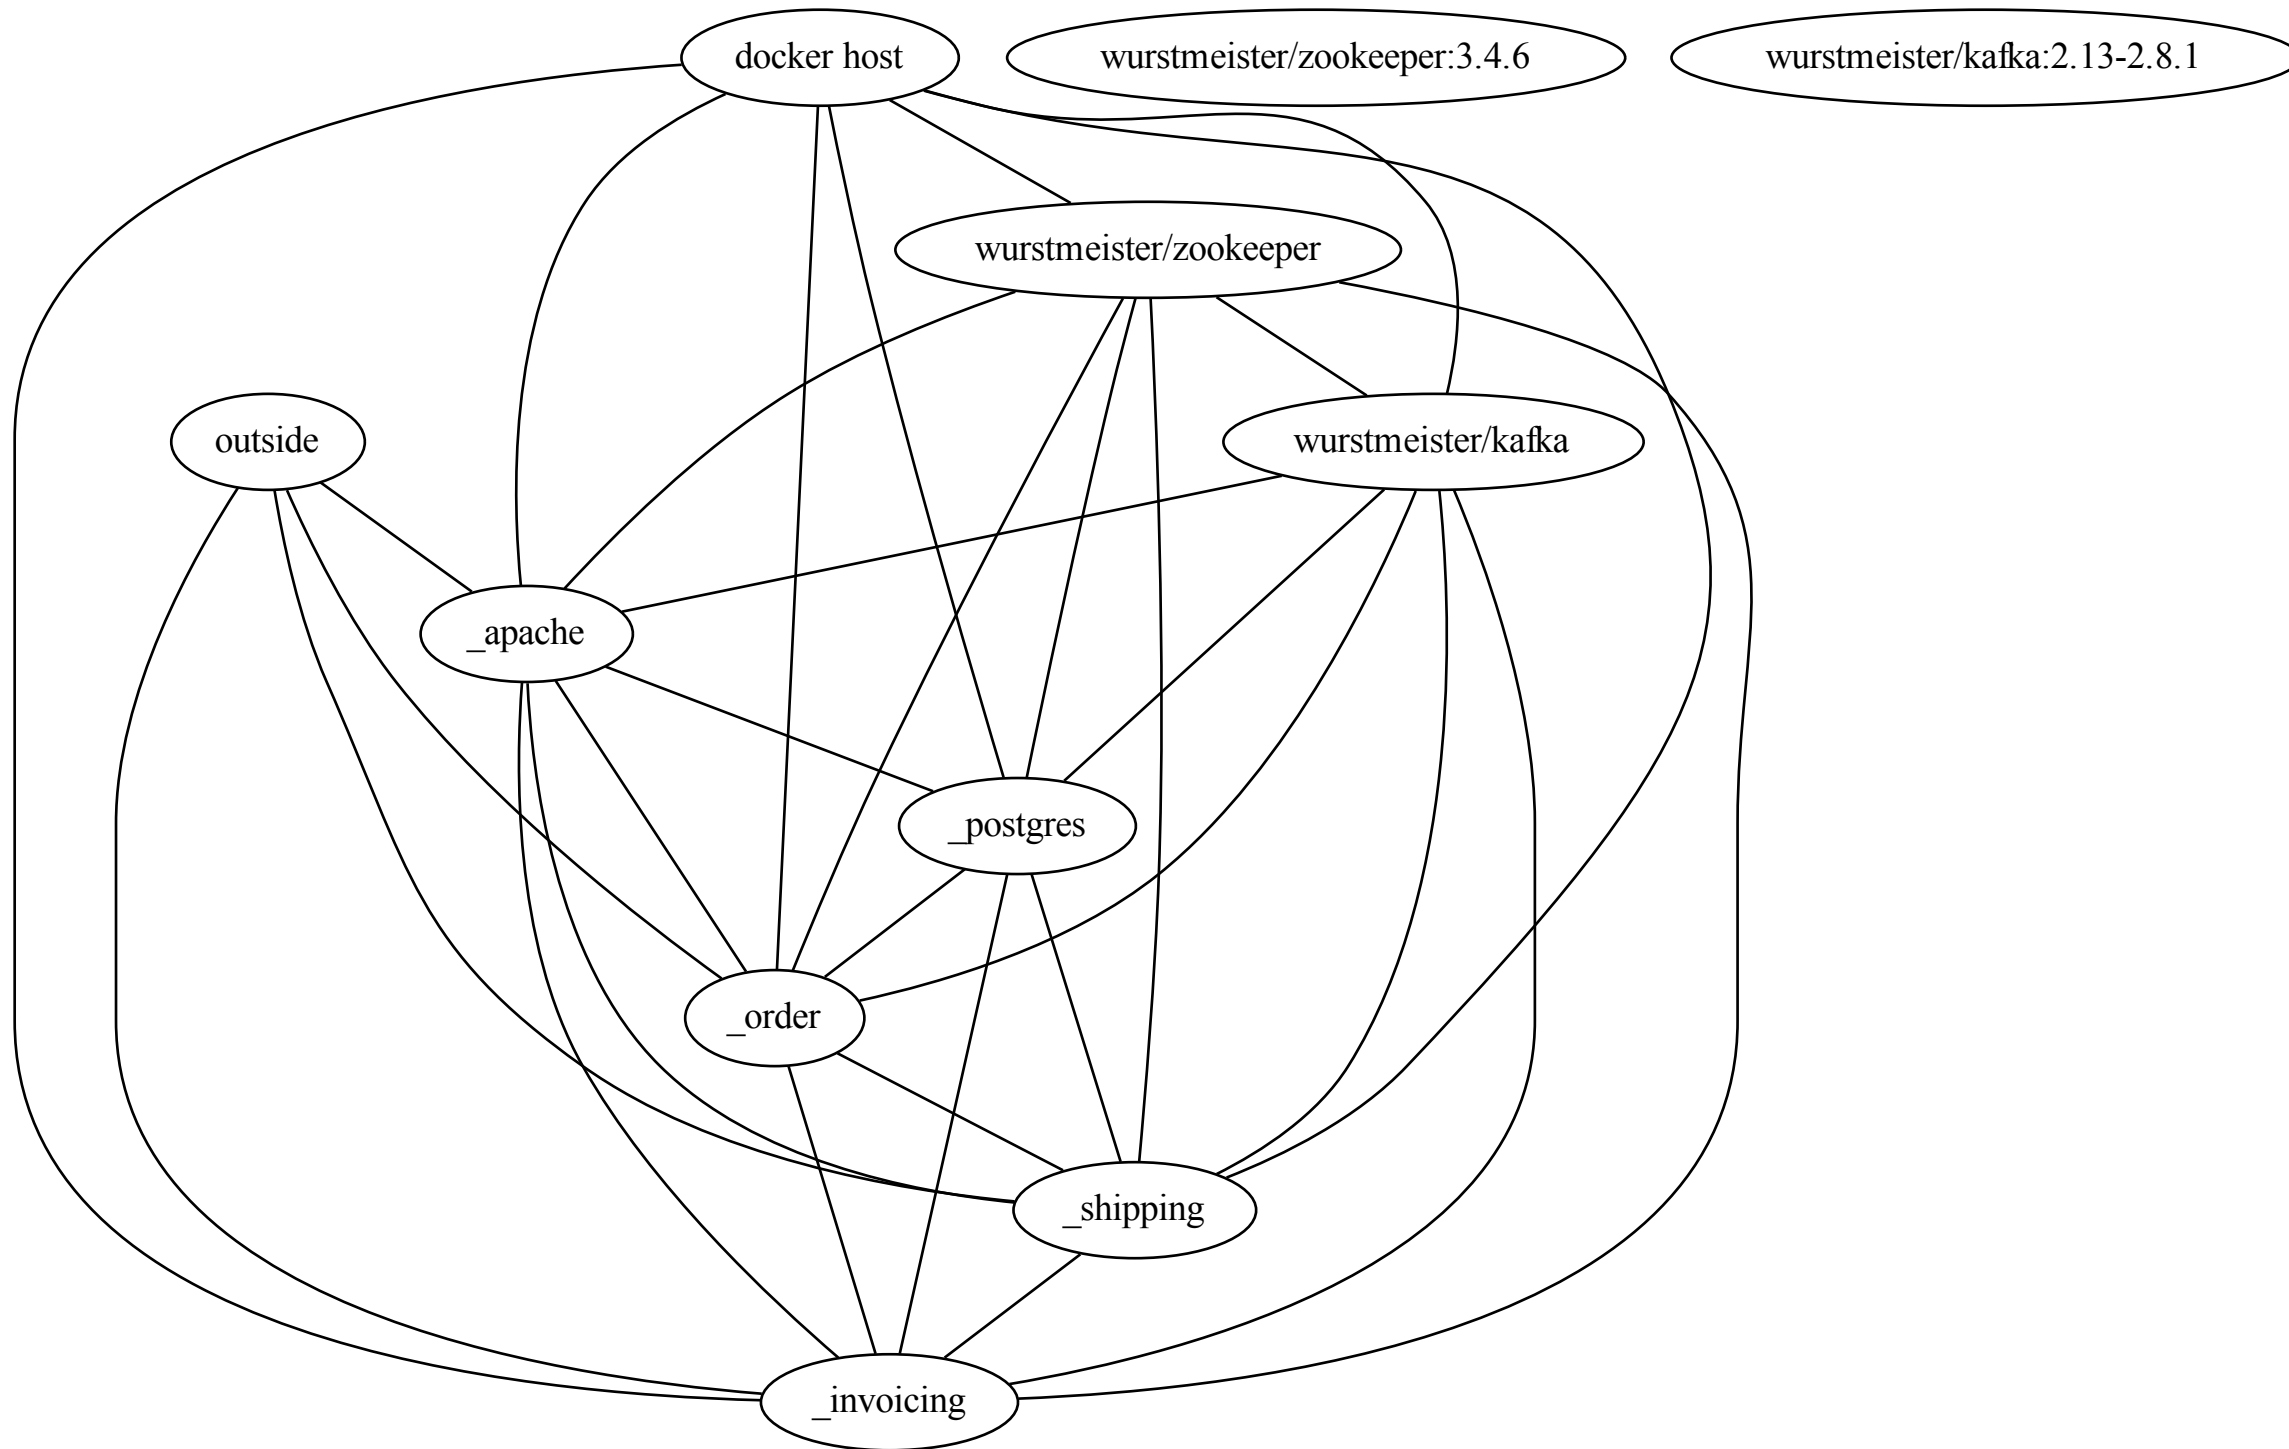 docker host
wurstmeister/zookeeper:3.4.6
wurstmeister/kafka:2.13-2.8.1
wurstmeister/zookeeper
outside
wurstmeister/kafka
_apache
_postgres
_order
_shipping
_invoicing